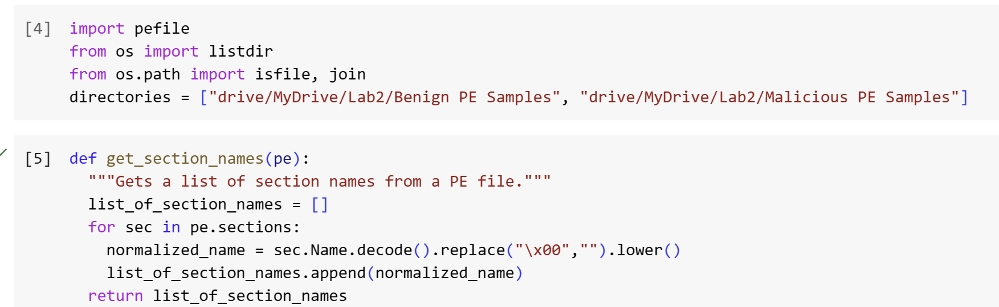 [4] import pefile
from os import listdir
from os.path import isfile, join
directories = ["drive/MyDrive/Lab2/Benign PE Samples", "drive/MyDrive/Lab2/Malicious PE Samples"]
[5] def get_section_names(pe):
  """Gets a list of section names from a PE file."""
  list_of_section_names = []
  for sec in pe.sections:
    normalized_name = sec.Name.decode().replace("\x00","").lower()
    list_of_section_names.append(normalized_name)
  return list_of_section_names